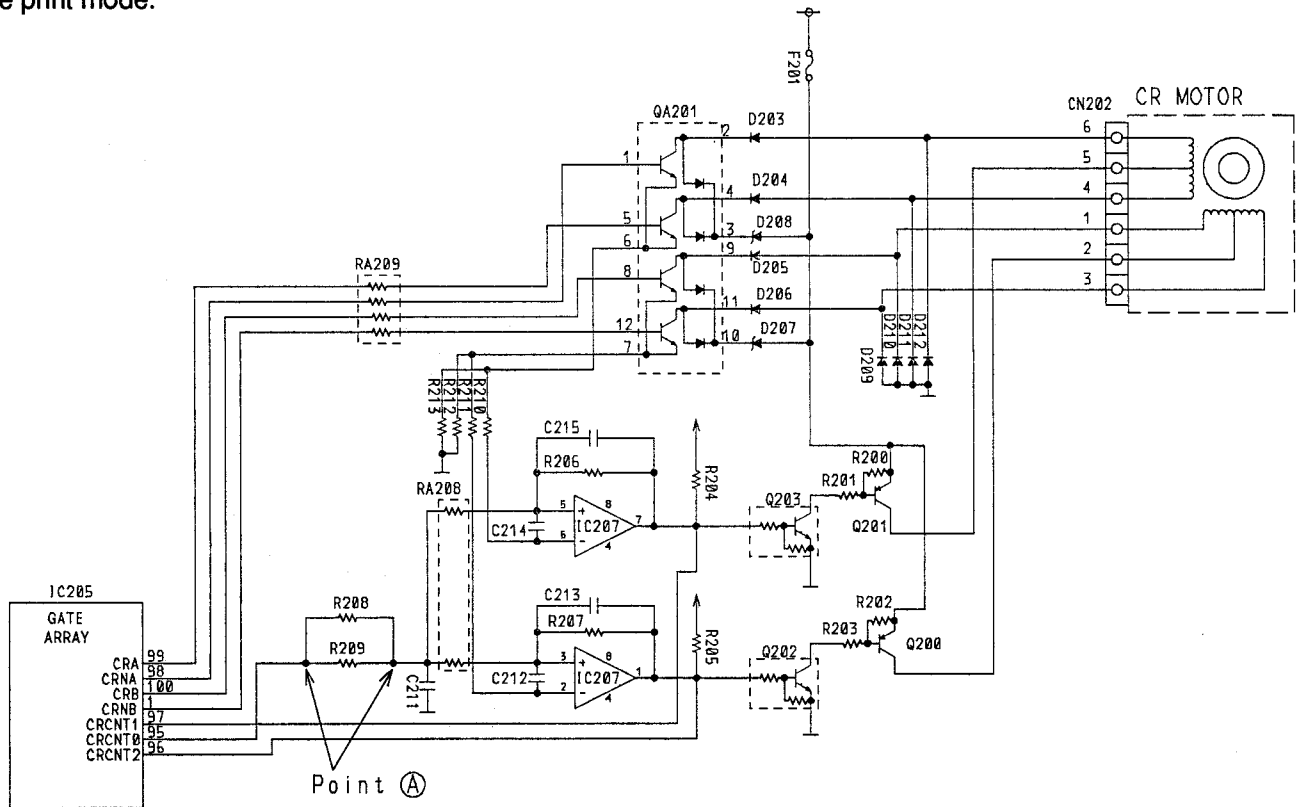 e print mode.
F201
CN202
CR MOTOR
6
5
4
1
2
3
QA201
1
5
6
8
12
7
2
4
3
9
11
10
D203
D204
D208
D205
D206
D207
D209
D210
D211
D212
RA209
R213
R212
R211
R210
C215
R206
RA208
C214
5
6
8
IC207
4
7
R204
Q203
R201
R200
Q201
C213
R207
C212
3
2
8
IC207
4
1
R205
Q202
R203
R202
Q200
IC205
GATE
ARRAY
CRA 99
CRNA 98
CRB 100
CRNB 1
CRCNT1 97
CRCNT0 95
CRCNT2 96
R208
R209
C211
Point Ⓐ